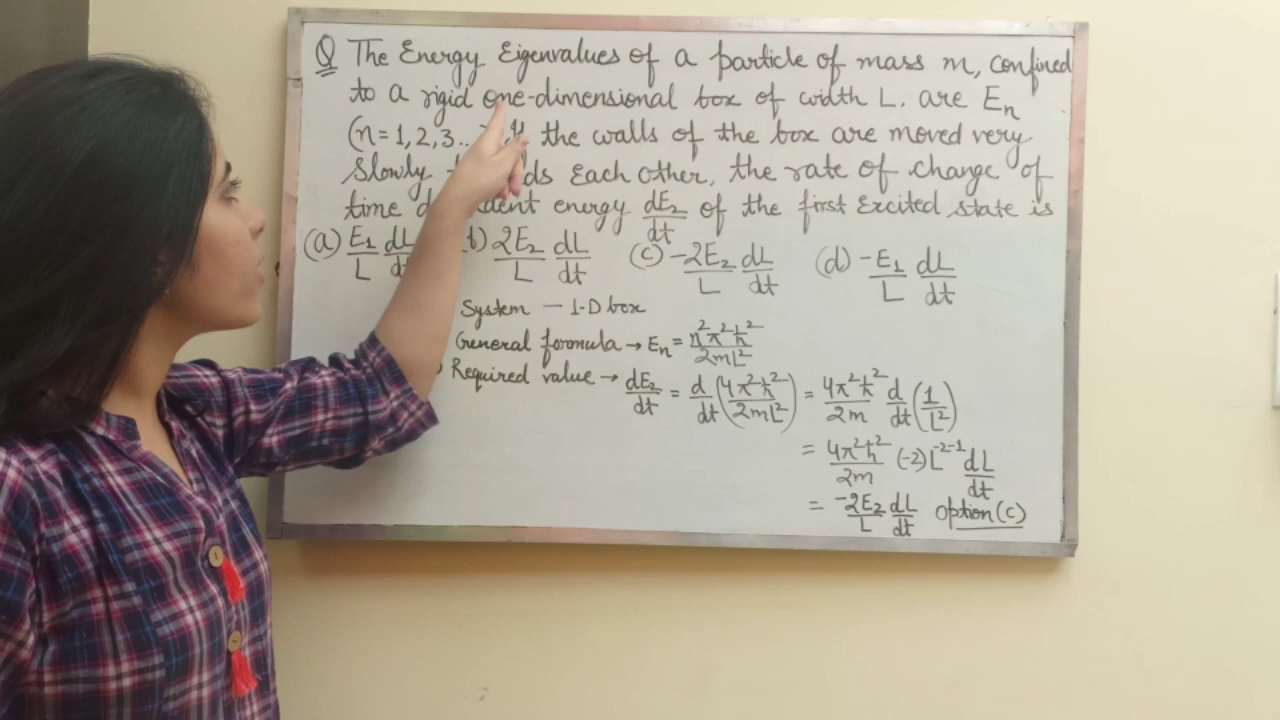 Q The Energy Eigenvalues of a particle of mass m, confined
to a rigid one-dimensional box of width L. are Eₙ
(n=1,2,3.. the walls of the box are moved very
Slowly Each other, the rate of change of
time energy dE₂/dt of the first Excited state is
(a) E₁/L dL/dt (b) 2E₂/L dL/dt (c) -2E₂/L dL/dt (d) -E₁/L dL/dt
System — 1-D box
General formula → Eₙ = n²π²ħ²/2mL²
Required value → dE₂/dt = d/dt (4π²ħ²/2mL²) = 4π²ħ²/2m d/dt (1/L²)
= 4π²ħ²/2m (-2)L⁻²⁻¹ dL/dt
= -2E₂/L dL/dt option(c)